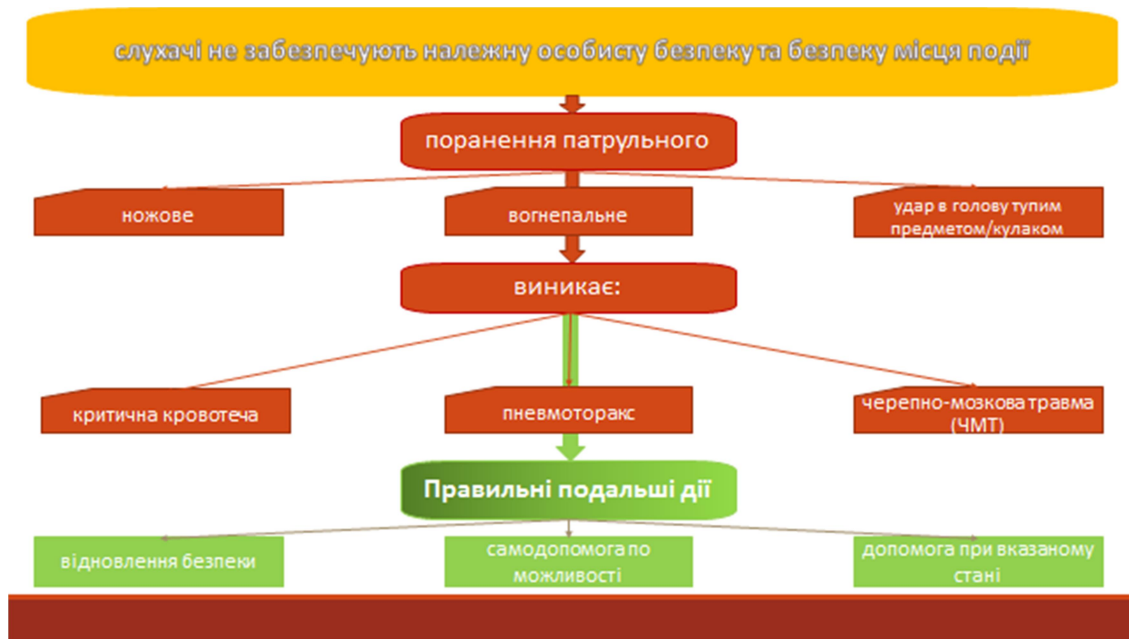 слухачі не забезпечують належну особисту безпеку та безпеку місця події
поранення патрульного
ножове
вогнепальне
удар в голову тупим
предметом/кулаком
виникає:
критична кровотеча
пневмоторакс
черепно-мозкова травма
(ЧМТ)
Правильні подальші дії
відновлення безпеки
самодопомога по
можливості
допомога при вказаному
стані